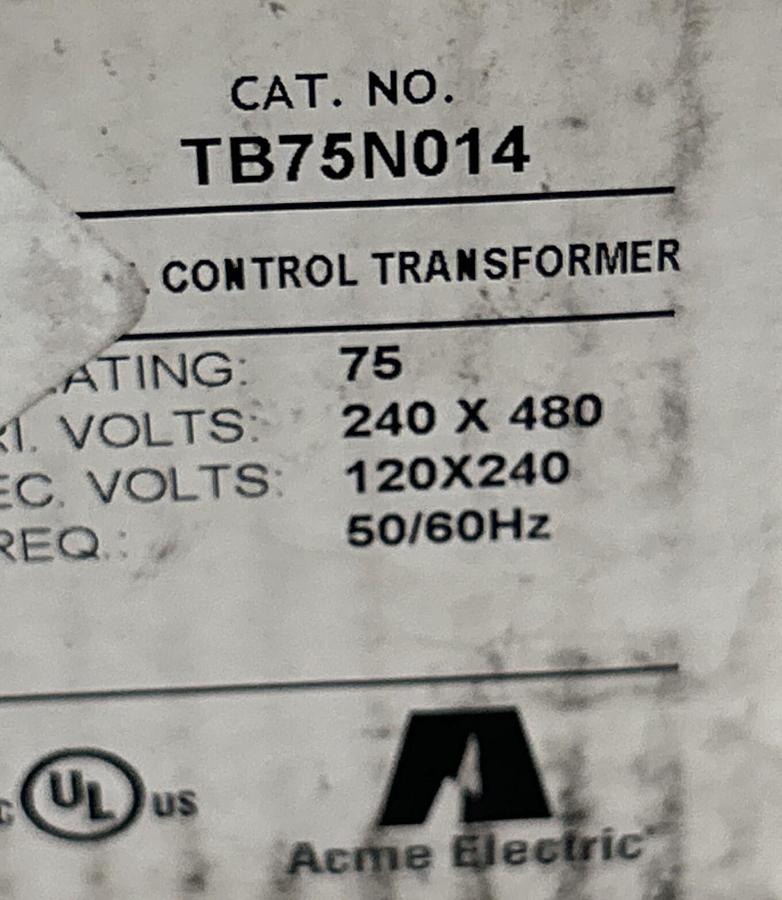 CAT. NO.
TB75N014
CONTROL TRANSFORMER
ATING: 75
I. VOLTS: 240 X 480
EC. VOLTS: 120X240
REQ.: 50/60Hz
C UL US
Acme Electric